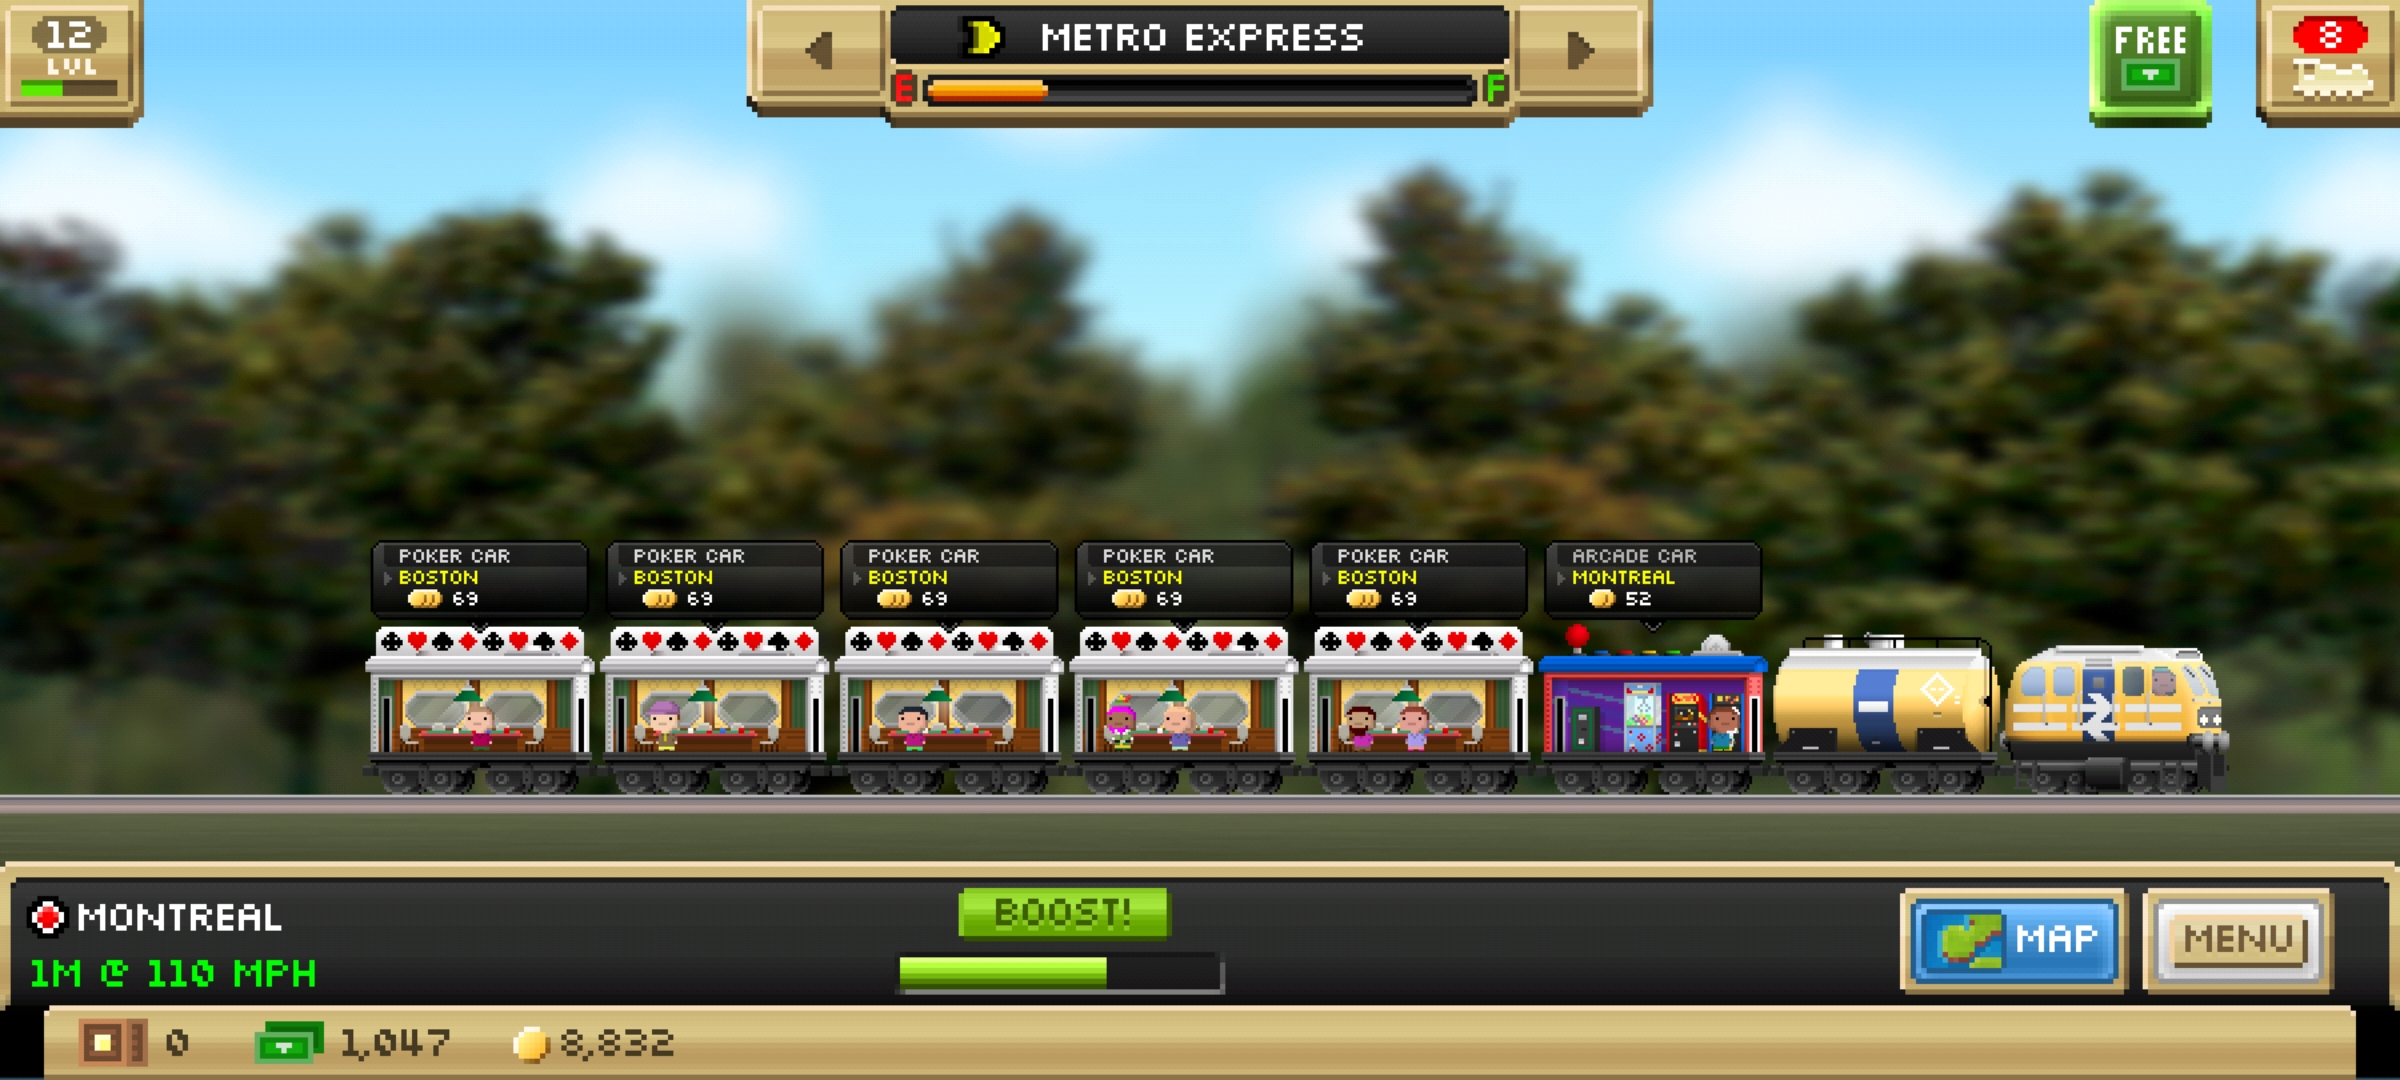 12
LVL
METRO EXPRESS
E
F
FREE
8
POKER CAR
BOSTON
69
POKER CAR
BOSTON
69
POKER CAR
BOSTON
69
POKER CAR
BOSTON
69
POKER CAR
BOSTON
69
ARCADE CAR
MONTREAL
52
MONTREAL
1M @ 110 MPH
BOOST!
MAP
MENU
0
1,047
8,832